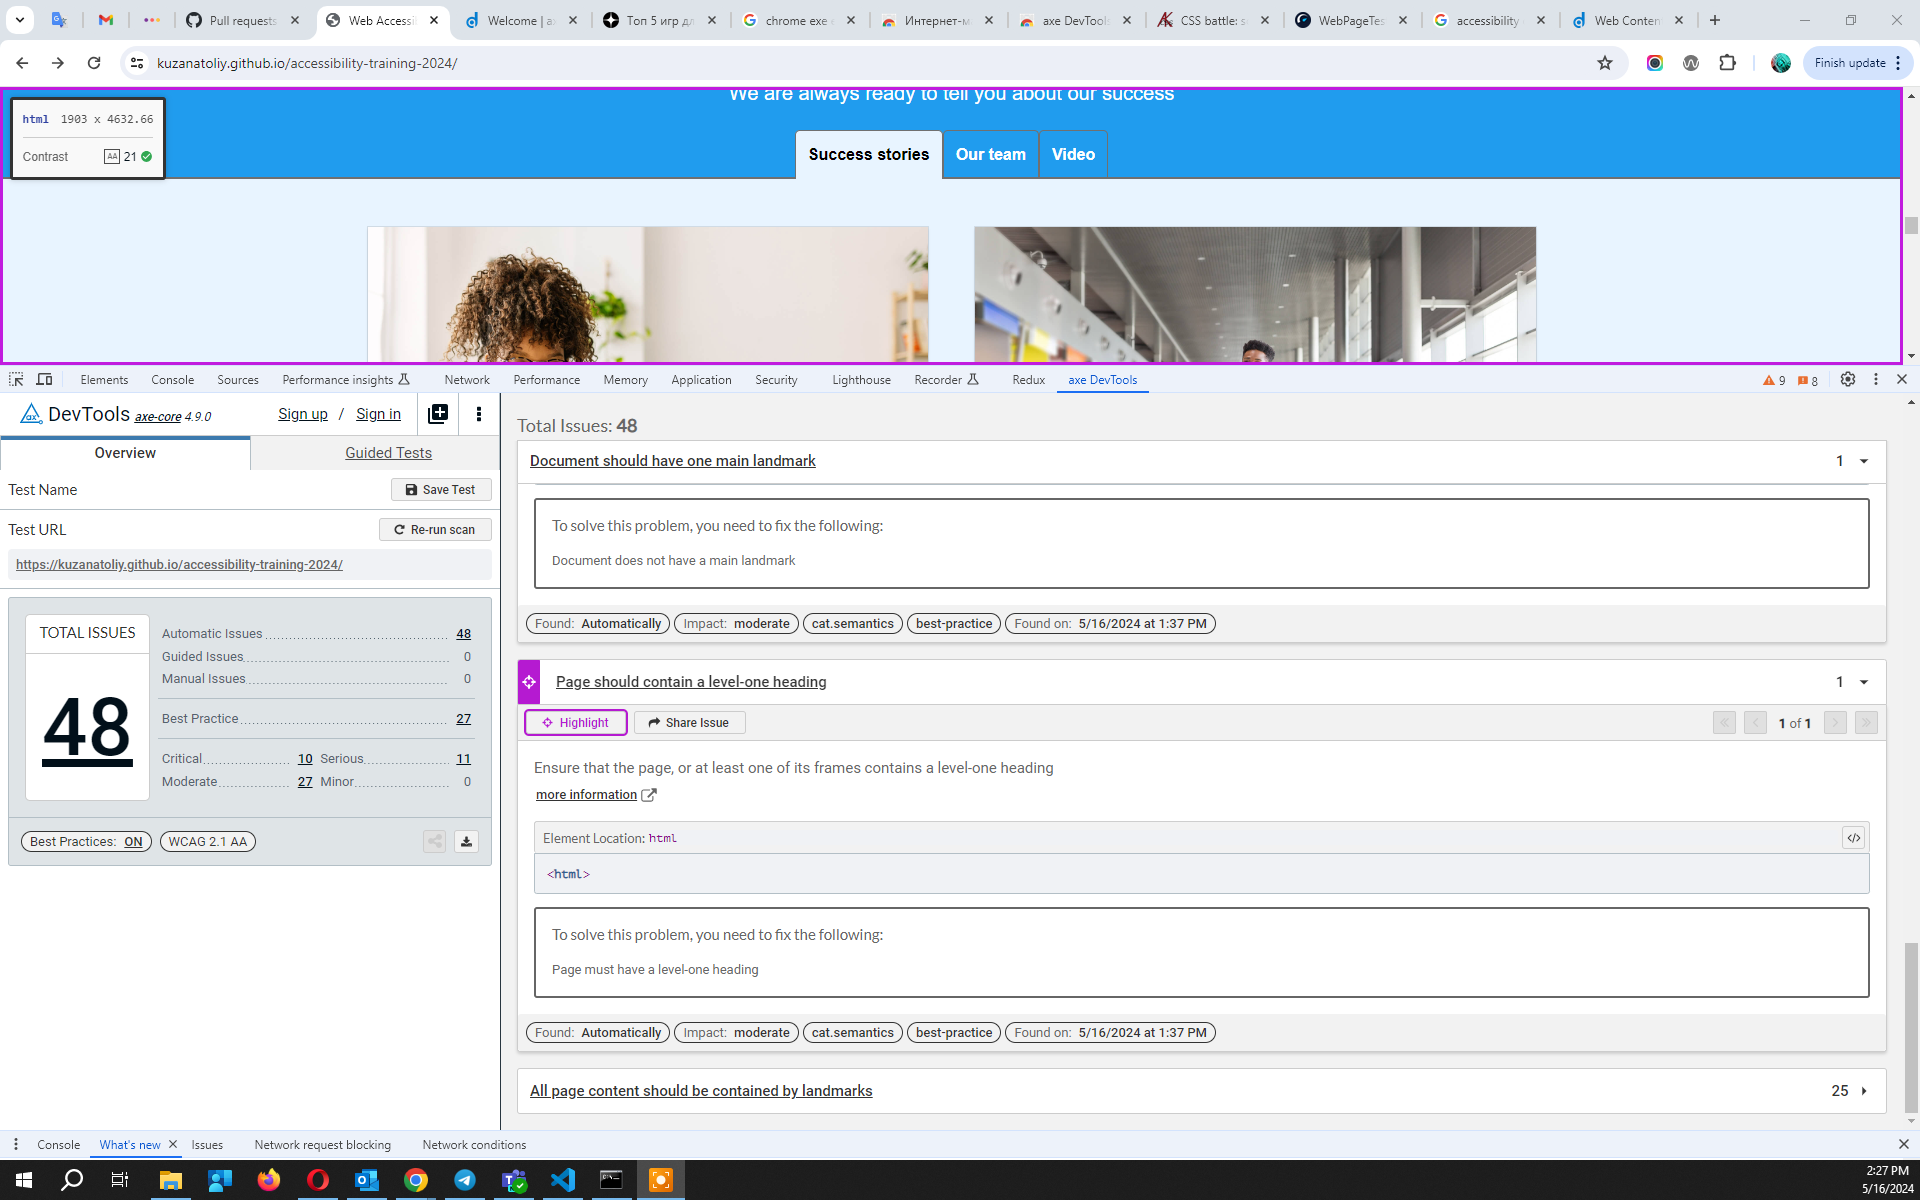 Pull requests
Web Accessi
Welcome | a
Топ 5 игр дл
chrome exe
Интернет-м
axe DevTools
CSS battle: s
WebPageTes
accessibility
Web Conten
kuzanatoliy.github.io/accessibility-training-2024/
Finish update
We are always ready to tell you about our success
html 1903 x 4632.66
Contrast AA 21
Success stories Our team Video
Elements Console Sources Performance insights Network Performance Memory Application Security Lighthouse Recorder Redux axe DevTools 9 8
DevTools axe-core 4.9.0 Sign up / Sign in
Overview Guided Tests
Test Name Save Test
Test URL Re-run scan
https://kuzanatoliy.github.io/accessibility-training-2024/
TOTAL ISSUES
48
Automatic Issues 48
Guided Issues 0
Manual Issues 0
Best Practice 27
Critical 10 Serious 11
Moderate 27 Minor 0
Best Practices: ON WCAG 2.1 AA
Total Issues: 48
Document should have one main landmark 1
To solve this problem, you need to fix the following:
Document does not have a main landmark
Found: Automatically Impact: moderate cat.semantics best-practice Found on: 5/16/2024 at 1:37 PM
Page should contain a level-one heading 1
Highlight Share Issue 1 of 1
Ensure that the page, or at least one of its frames contains a level-one heading
more information
Element Location: html </>
<html>
To solve this problem, you need to fix the following:
Page must have a level-one heading
Found: Automatically Impact: moderate cat.semantics best-practice Found on: 5/16/2024 at 1:37 PM
All page content should be contained by landmarks 25
Console What's new Issues Network request blocking Network conditions
2:27 PM
5/16/2024